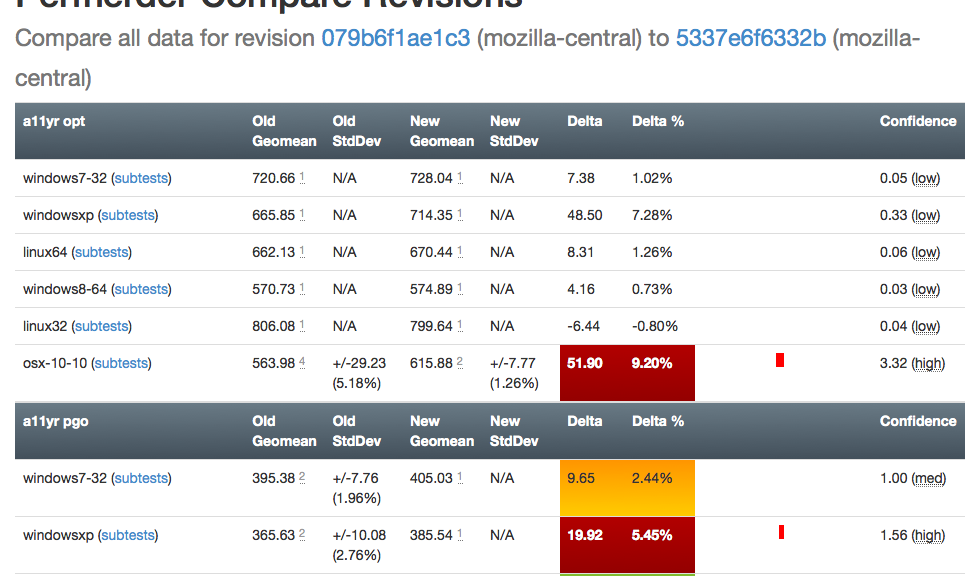 Perfherder Compare Revisions
Compare all data for revision 079b6f1ae1c3 (mozilla-central) to 5337e6f6332b (mozilla-
central)
a11yr opt Old Geomean Old StdDev New Geomean New StdDev Delta Delta % Confidence
windows7-32 (subtests) 720.66 1 N/A 728.04 1 N/A 7.38 1.02% 0.05 (low)
windowsxp (subtests) 665.85 1 N/A 714.35 1 N/A 48.50 7.28% 0.33 (low)
linux64 (subtests) 662.13 1 N/A 670.44 1 N/A 8.31 1.26% 0.06 (low)
windows8-64 (subtests) 570.73 1 N/A 574.89 1 N/A 4.16 0.73% 0.03 (low)
linux32 (subtests) 806.08 1 N/A 799.64 1 N/A -6.44 -0.80% 0.04 (low)
osx-10-10 (subtests) 563.98 4 +/-29.23 (5.18%) 615.88 2 +/-7.77 (1.26%) 51.90 9.20% 3.32 (high)
a11yr pgo Old Geomean Old StdDev New Geomean New StdDev Delta Delta % Confidence
windows7-32 (subtests) 395.38 2 +/-7.76 (1.96%) 405.03 1 N/A 9.65 2.44% 1.00 (med)
windowsxp (subtests) 365.63 2 +/-10.08 (2.76%) 385.54 1 N/A 19.92 5.45% 1.56 (high)